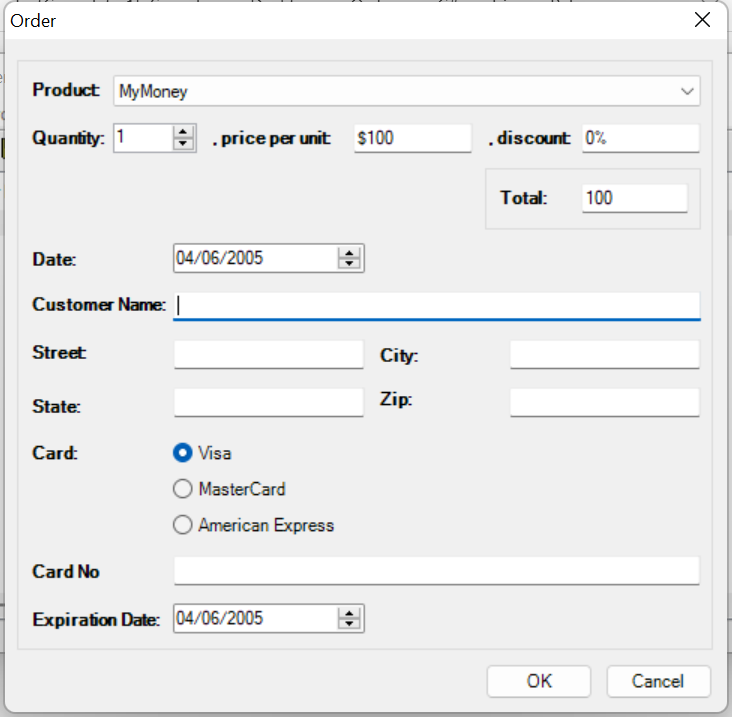 Order
Product: MyMoney
Quantity: 1 , price per unit: $100 , discount: 0%
Total: 100
Date: 04/06/2005
Customer Name:
Street: City:
State: Zip:
Card: Visa
MasterCard
American Express
Card No
Expiration Date: 04/06/2005
OK Cancel